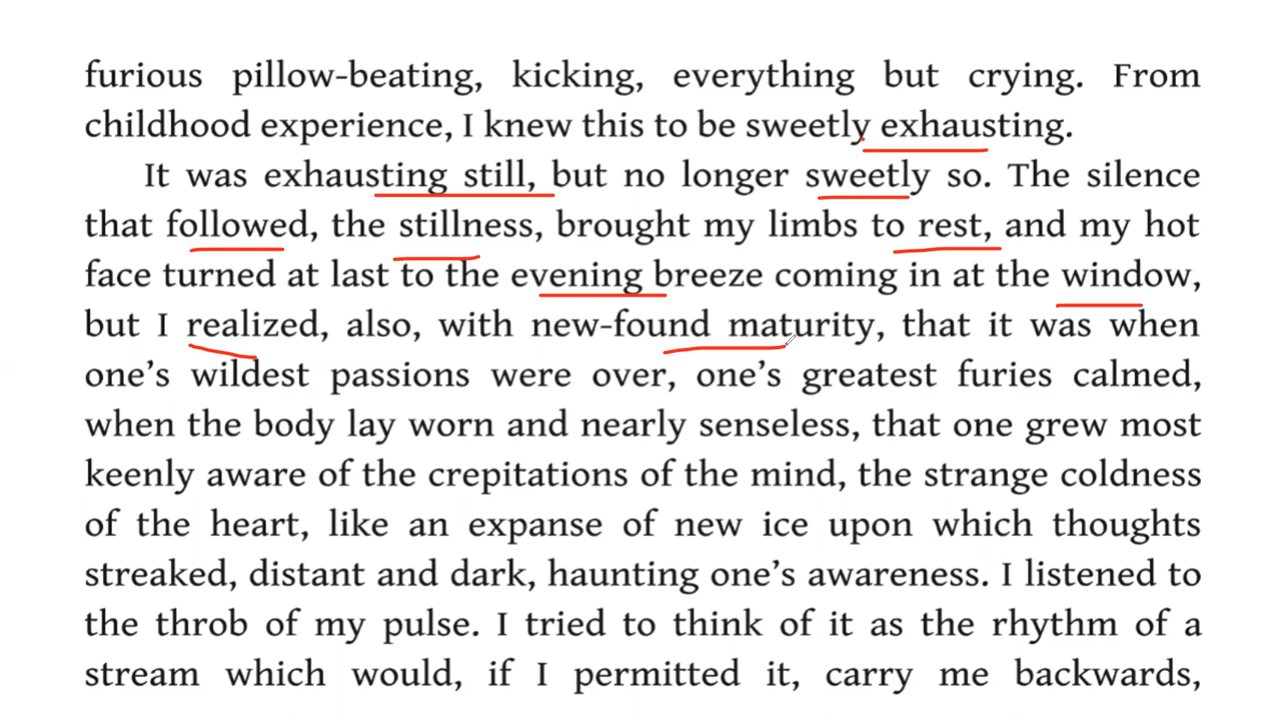 furious pillow-beating, kicking, everything but crying. From
childhood experience, I knew this to be sweetly exhausting.
It was exhausting still, but no longer sweetly so. The silence
that followed, the stillness, brought my limbs to rest, and my hot
face turned at last to the evening breeze coming in at the window,
but I realized, also, with new-found maturity, that it was when
one’s wildest passions were over, one’s greatest furies calmed,
when the body lay worn and nearly senseless, that one grew most
keenly aware of the crepitations of the mind, the strange coldness
of the heart, like an expanse of new ice upon which thoughts
streaked, distant and dark, haunting one’s awareness. I listened to
the throb of my pulse. I tried to think of it as the rhythm of a
stream which would, if I permitted it, carry me backwards,